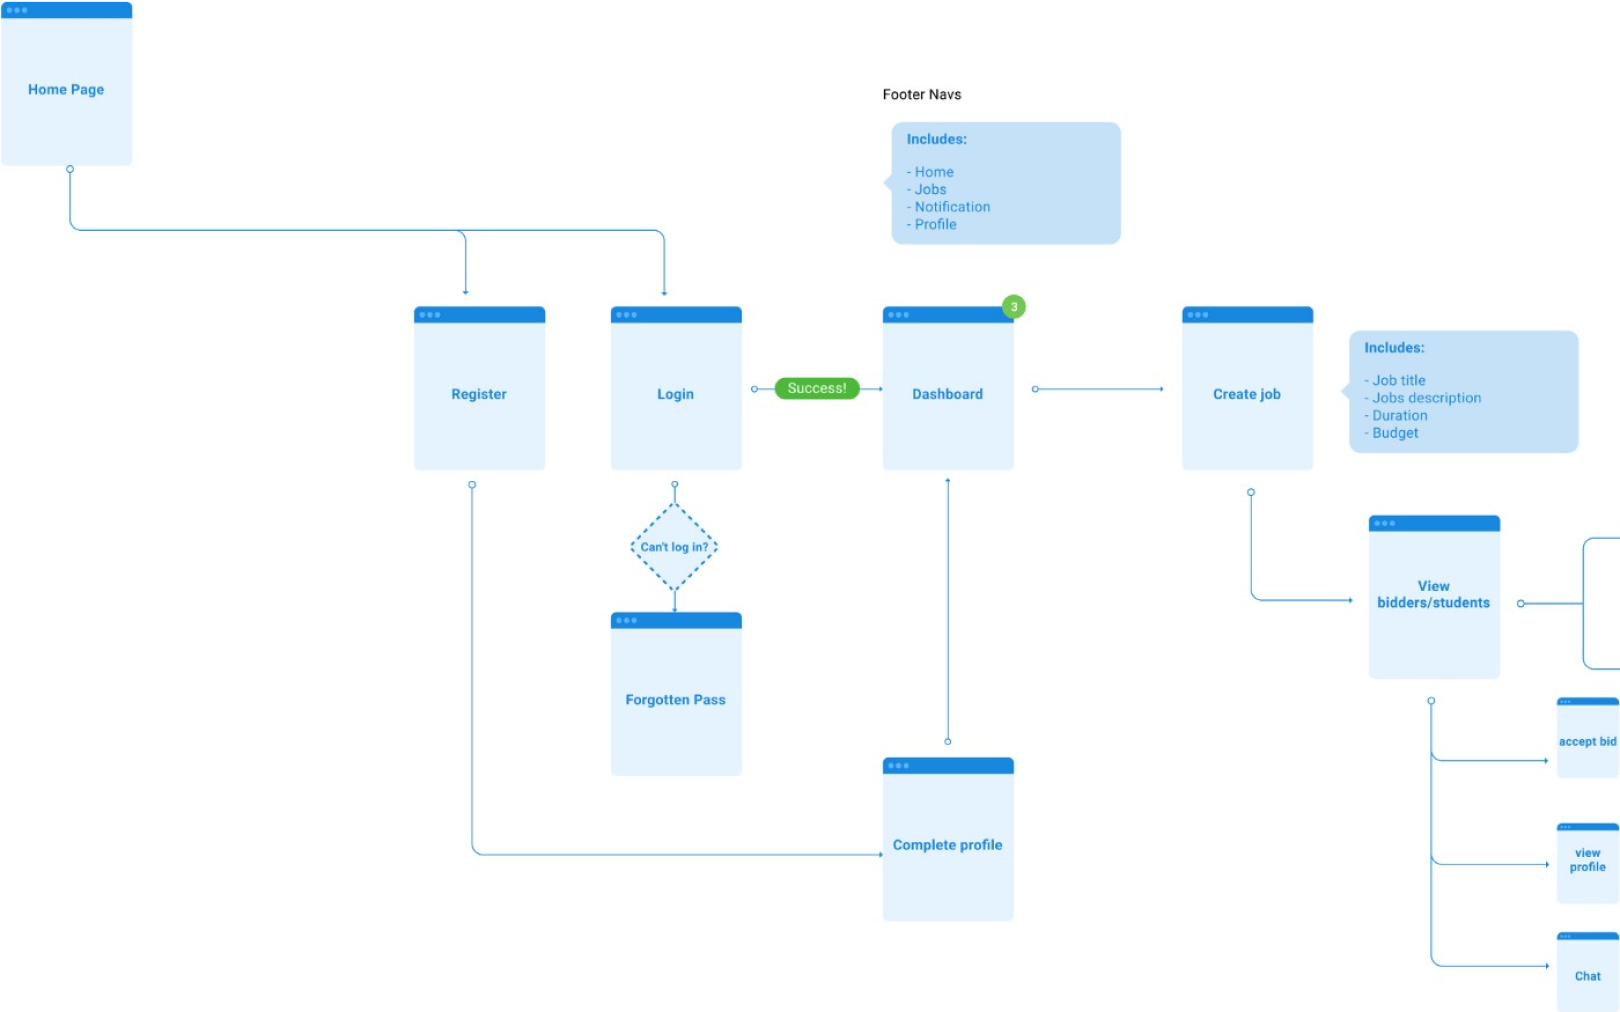 Home Page
Footer Navs
Includes:
- Home
- Jobs
- Notification
- Profile
3
Register
Login
Success!
Dashboard
Create job
Includes:
- Job title
- Jobs description
- Duration
- Budget
Can't log in?
View
bidders/students
Forgotten Pass
accept bid
Complete profile
view
profile
Chat